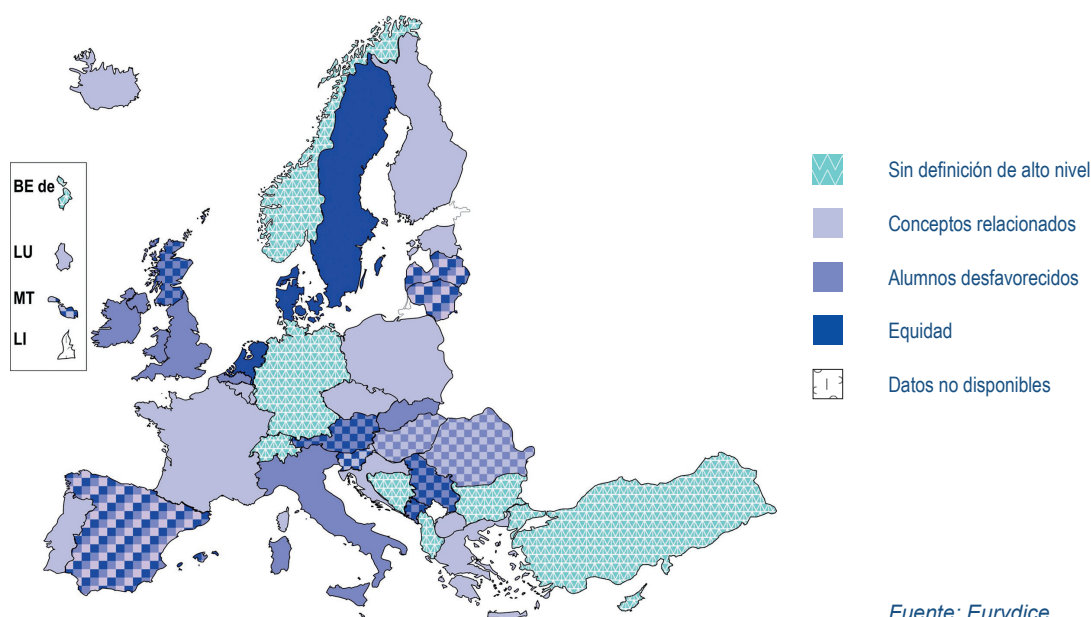 BE de
LU
MT
LI
Sin definición de alto nivel
Conceptos relacionados
Alumnos desfavorecidos
Equidad
Datos no disponibles
Fuente: Eurydice